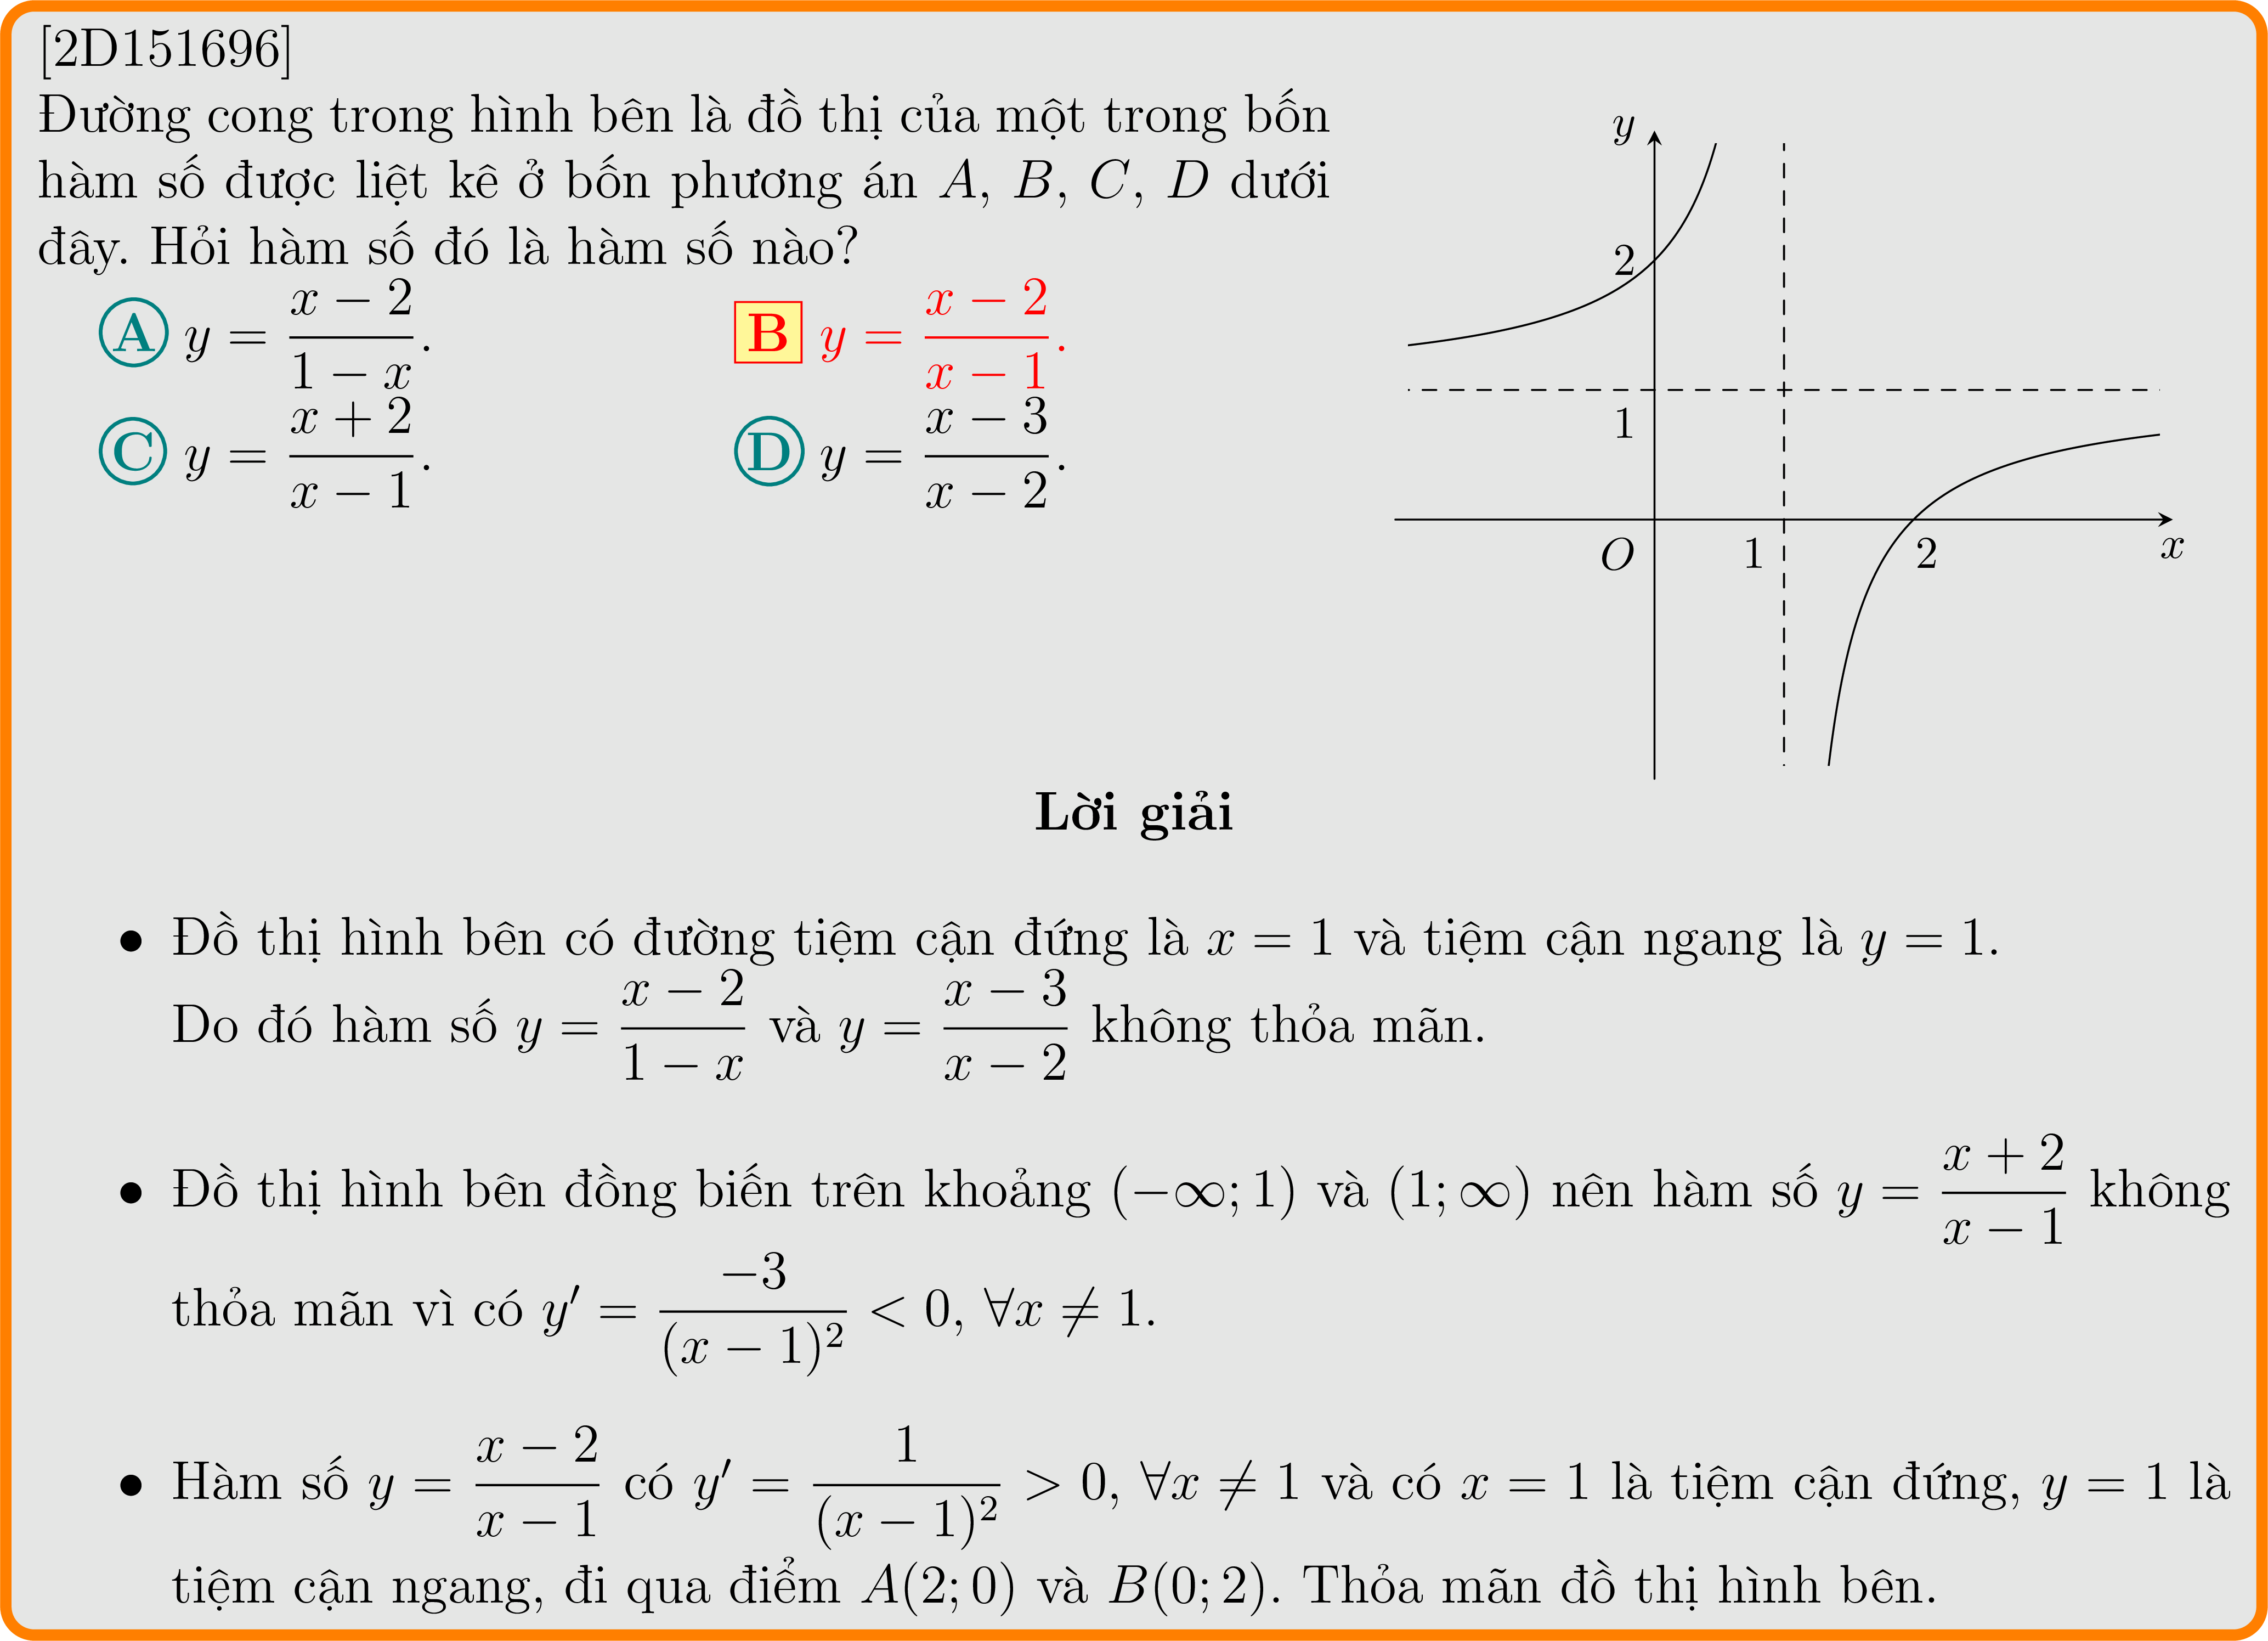 [2D151696]
Đường cong trong hình bên là đồ thị của một trong bốn
hàm số được liệt kê ở bốn phương án A, B, C, D dưới
đây. Hỏi hàm số đó là hàm số nào?
A y = \frac{x − 2}{1 − x}.
B y = \frac{x − 2}{x − 1}.
C y = \frac{x + 2}{x − 1}.
D y = \frac{x − 3}{x − 2}.
y
2
1
O
1
2
x
Lời giải
• Đồ thị hình bên có đường tiệm cận đứng là x = 1 và tiệm cận ngang là y = 1.
Do đó hàm số y = \frac{x − 2}{1 − x} và y = \frac{x − 3}{x − 2} không thỏa mãn.
• Đồ thị hình bên đồng biến trên khoảng (−∞; 1) và (1; ∞) nên hàm số y = \frac{x + 2}{x − 1} không
thỏa mãn vì có y′ = \frac{−3}{(x − 1)²} < 0, ∀x ≠ 1.
• Hàm số y = \frac{x − 2}{x − 1} có y′ = \frac{1}{(x − 1)²} > 0, ∀x ≠ 1 và có x = 1 là tiệm cận đứng, y = 1 là
tiệm cận ngang, đi qua điểm A(2; 0) và B(0; 2). Thỏa mãn đồ thị hình bên.